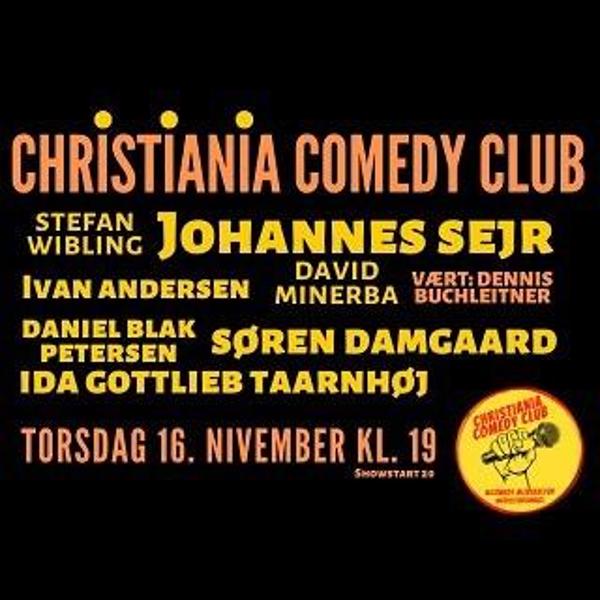 CHRISTIANIA COMEDY CLUB
STEFAN
WIBLING
JOHANNES SEJR
IVAN ANDERSEN
DAVID
MINERBA
VÆRT: DENNIS
BUCHLEITNER
DANIEL BLAK
PETERSEN
SØREN DAMGAARD
IDA GOTTLIEB TAARNHØJ
TORSDAG 16. NIVEMBER KL. 19
SHOWSTART 20
CHRISTIANIA
COMEDY CLUB